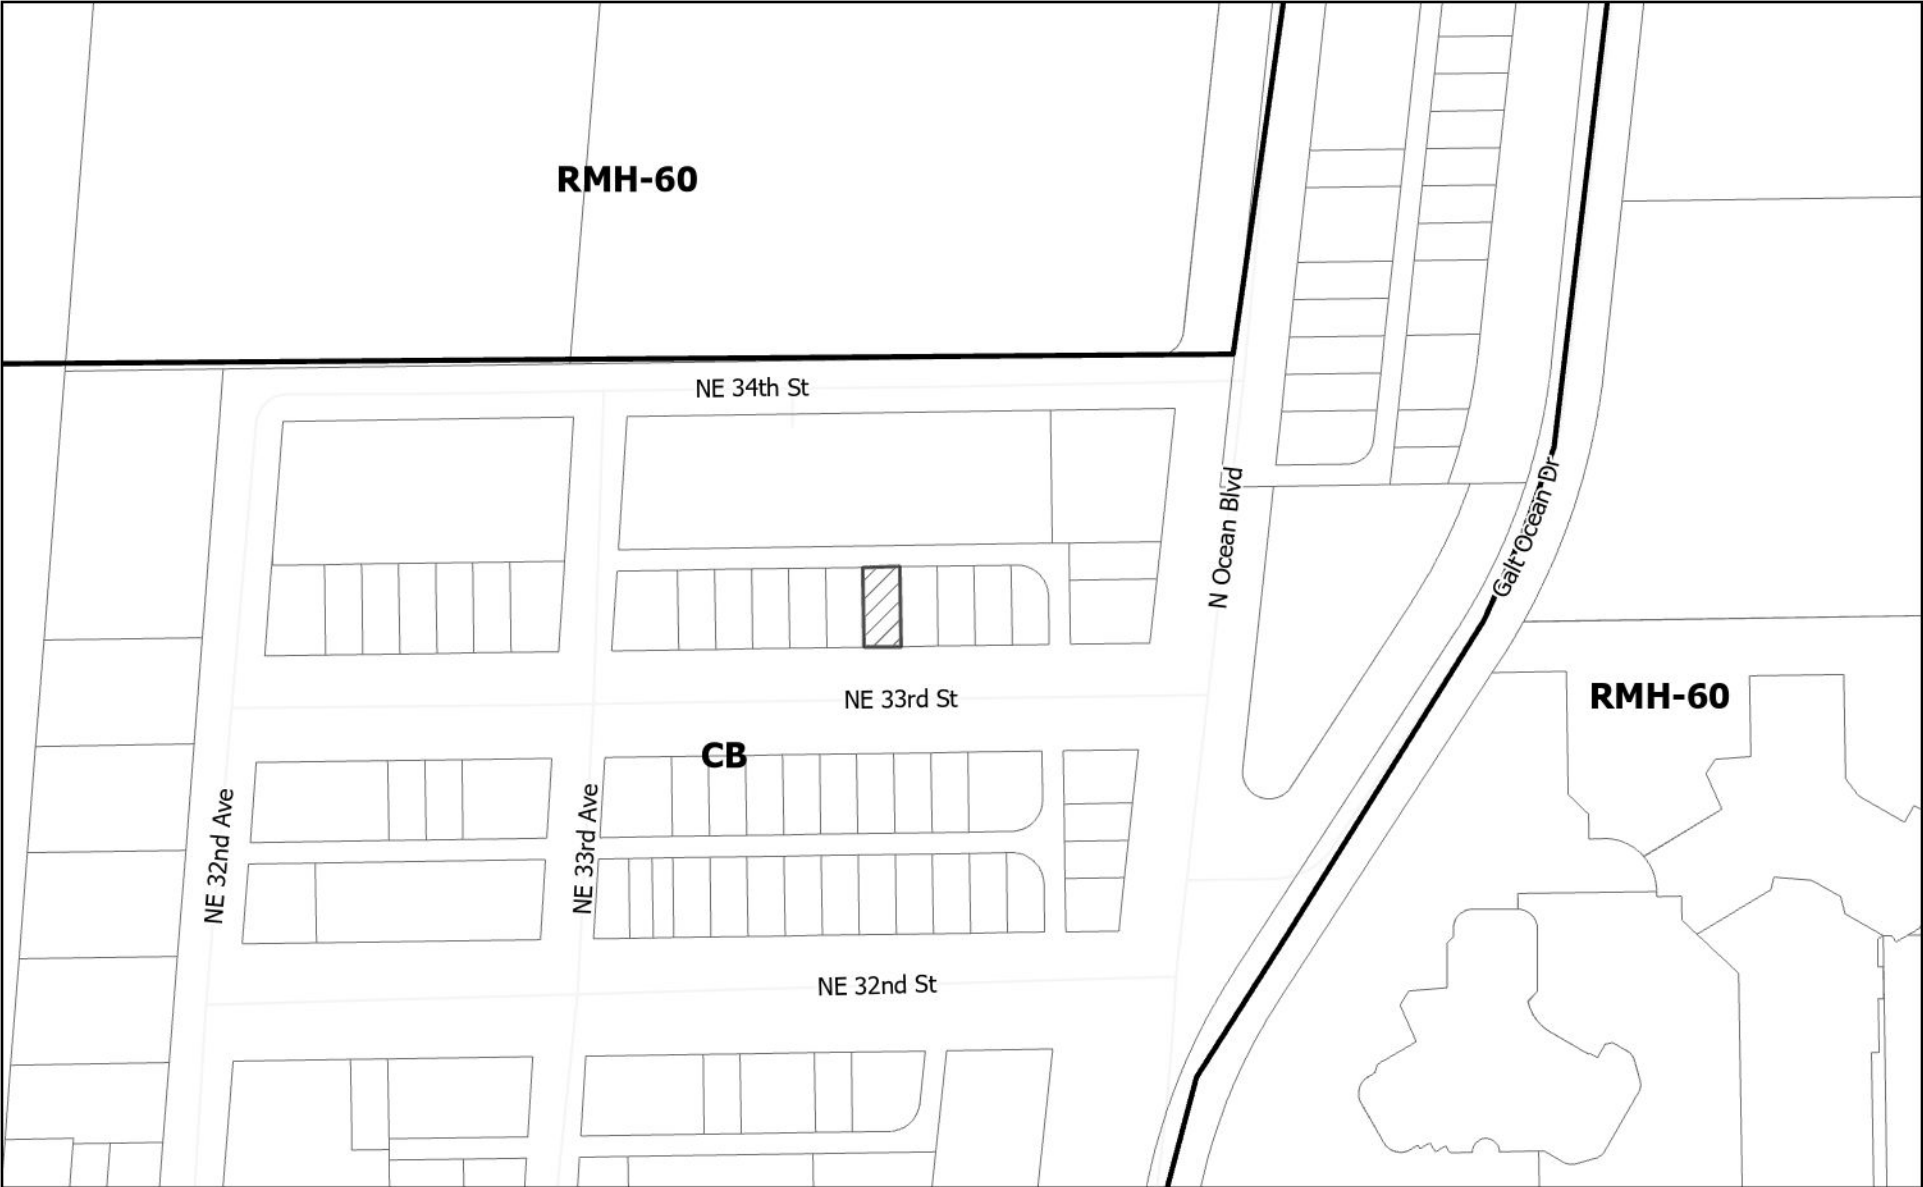 RMH-60
NE 34th St
N Ocean Blvd
Galt Ocean Dr
NE 33rd St
RMH-60
CB
NE 32nd Ave
NE 33rd Ave
NE 32nd St